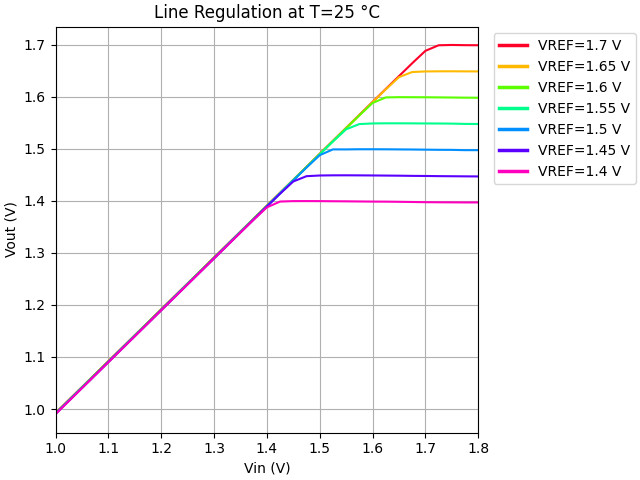 Line Regulation at T=25 °C
Vout (V)
1.7
1.6
1.5
1.4
1.3
1.2
1.1
1.0
1.0 1.1 1.2 1.3 1.4 1.5 1.6 1.7 1.8
Vin (V)
VREF=1.7 V
VREF=1.65 V
VREF=1.6 V
VREF=1.55 V
VREF=1.5 V
VREF=1.45 V
VREF=1.4 V